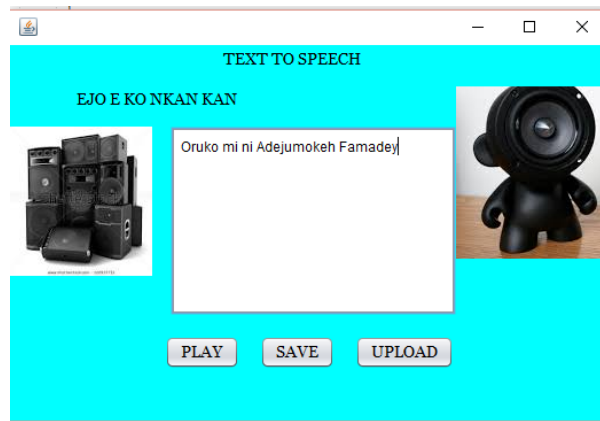 TEXT TO SPEECH
EJO E KO NKAN KAN
Oruko mi ni Adejumokeh Famadey
PLAY SAVE UPLOAD